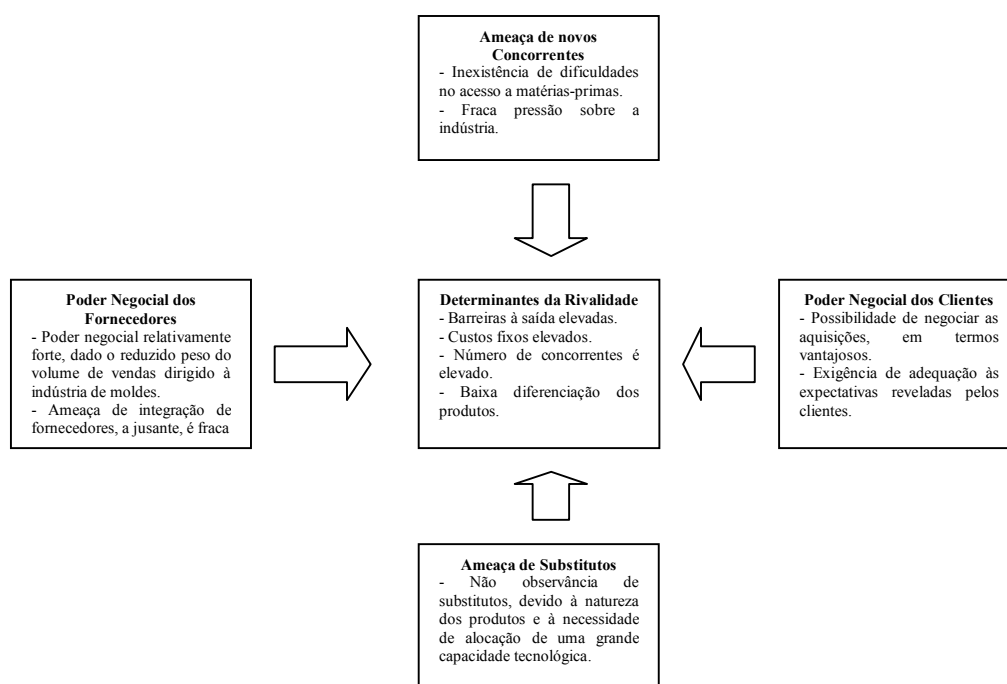 Ameaça de novos
Concorrentes
- Inexistência de dificuldades
no acesso a matérias-primas.
- Fraca pressão sobre a
indústria.
Poder Negocial dos
Fornecedores
- Poder negocial relativamente
forte, dado o reduzido peso do
volume de vendas dirigido à
indústria de moldes.
- Ameaça de integração de
fornecedores, a jusante, é fraca
Determinantes da Rivalidade
- Barreiras à saída elevadas.
- Custos fixos elevados.
- Número de concorrentes é
elevado.
- Baixa diferenciação dos
produtos.
Poder Negocial dos Clientes
- Possibilidade de negociar as
aquisições, em termos
vantajosos.
- Exigência de adequação às
expectativas reveladas pelos
clientes.
Ameaça de Substitutos
- Não observância de
substitutos, devido à natureza
dos produtos e à necessidade
de alocação de uma grande
capacidade tecnológica.